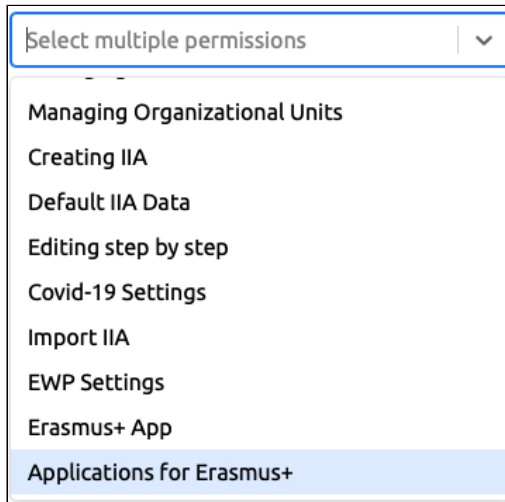 Select multiple permissions
Managing Organizational Units
Creating IIA
Default IIA Data
Editing step by step
Covid-19 Settings
Import IIA
EWP Settings
Erasmus+ App
Applications for Erasmus+